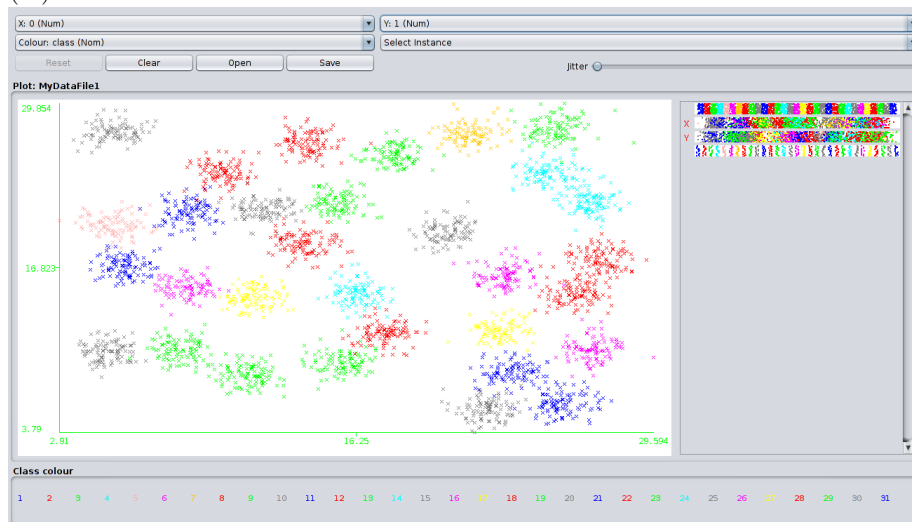 X: 0 (Num) Y: 1 (Num)
Colour: class (Nom) Select Instance
Reset Clear Open Save Jitter
Plot: MyDataFile1
29.854
X
Y
16.823
3.79
2.91 16.25 29.594
Class colour
1 2 3 4 5 6 7 8 9 10 11 12 13 14 15 16 17 18 19 20 21 22 23 24 25 26 28 29 30 31